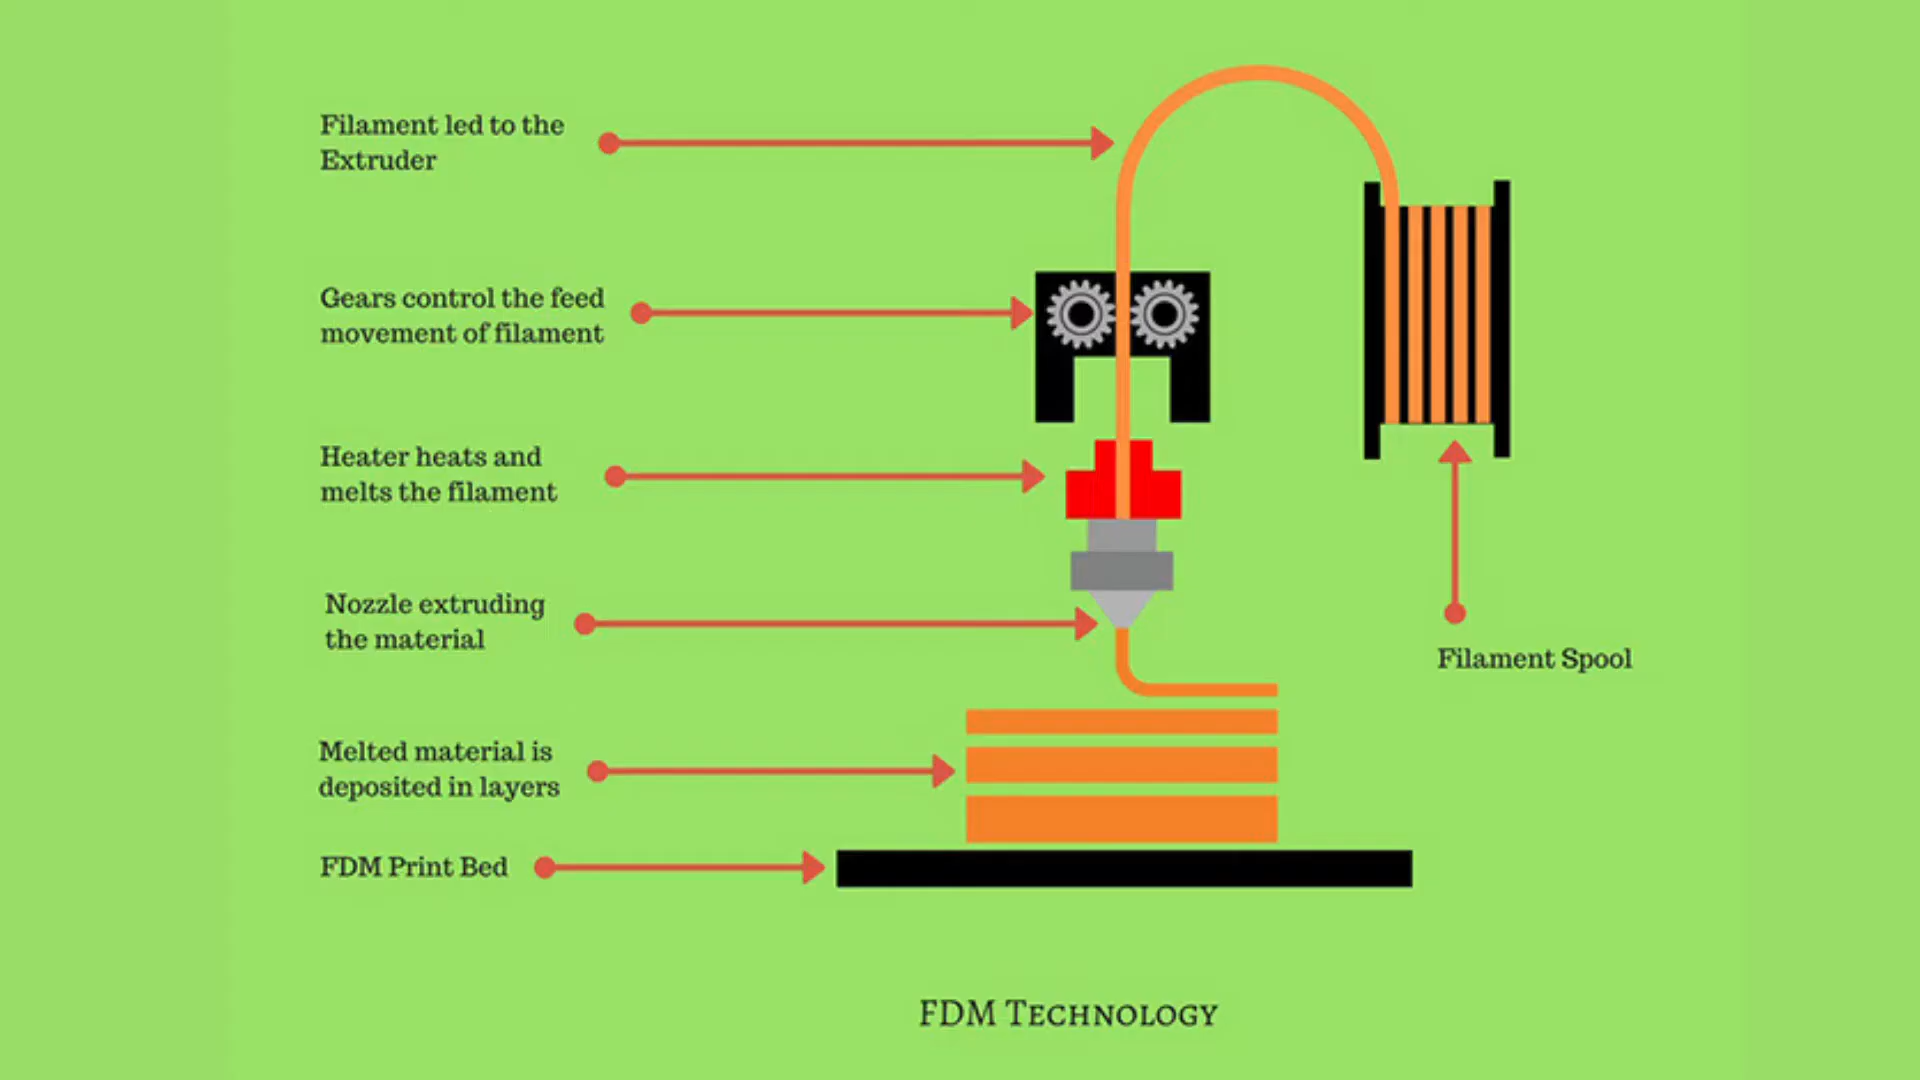 Filament led to the
Extruder
Gears control the feed
movement of filament
Heater heats and
melts the filament
Nozzle extruding
the material
Filament Spool
Melted material is
deposited in layers
FDM Print Bed
FDM Technology